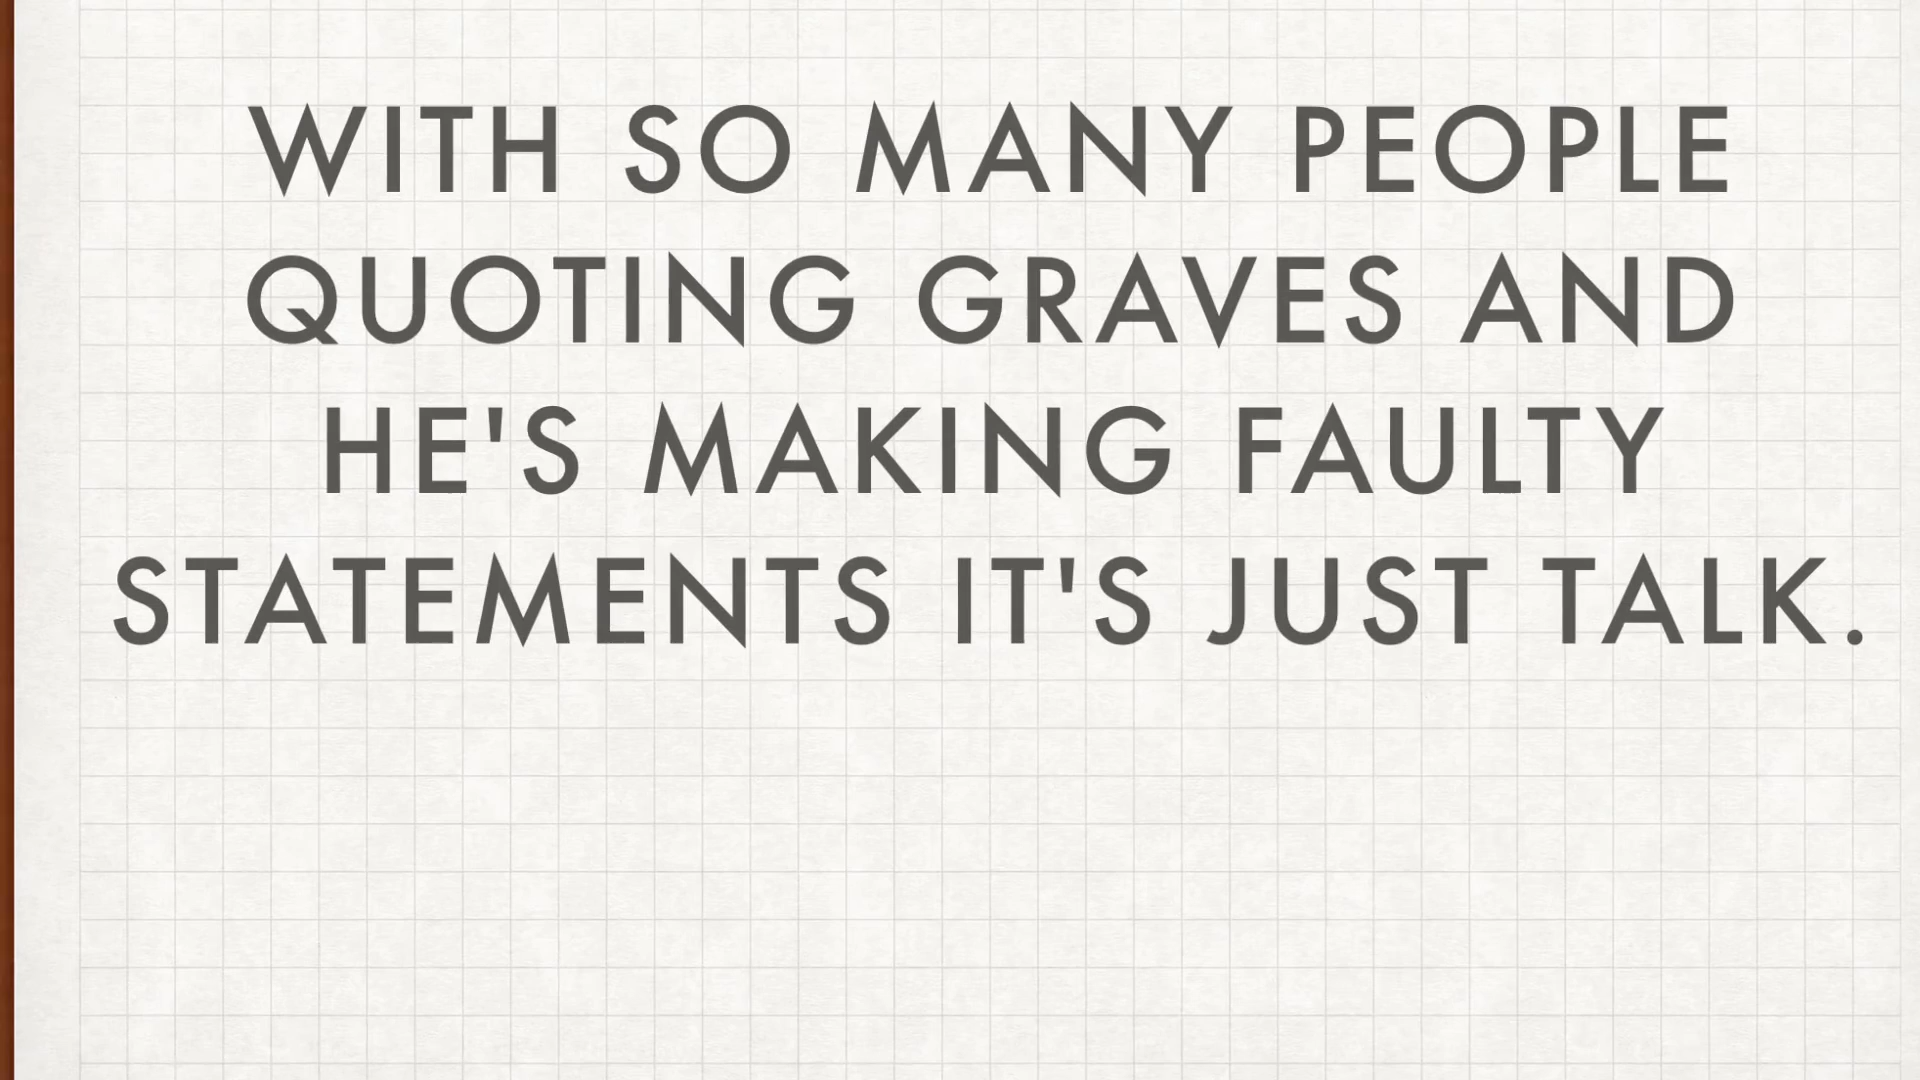 WITH SO MANY PEOPLE
QUOTING GRAVES AND
HE'S MAKING FAULTY
STATEMENTS IT'S JUST TALK.